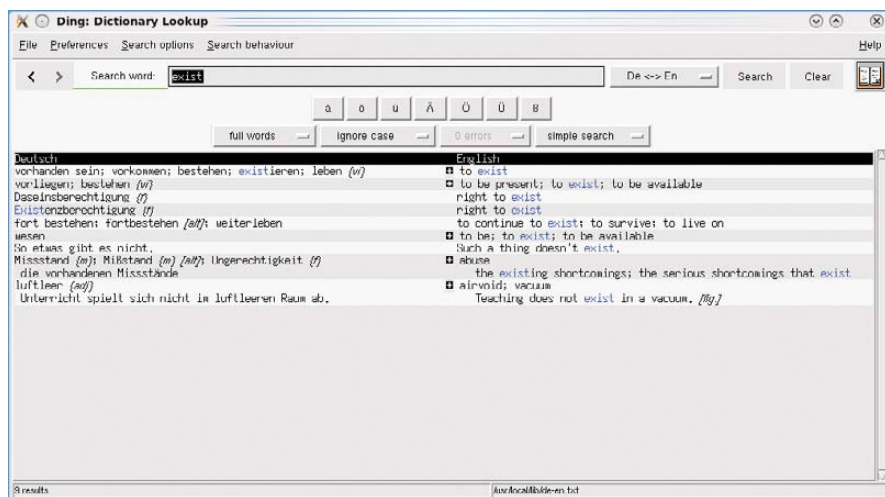 Ding: Dictionary Lookup
File Preferences Search options Search behaviour Help
Search word: exist De <-> En Search Clear
ä ö ü Ä Ö Ü ß
full words ignore case 0 errors simple search
Deutsch English
vorhanden sein; vorkommen; bestehen; existieren; leben {vi} to exist
vorliegen; bestehen {vi} to be present; to exist; to be available
Daseinsberechtigung {f} right to exist
Existenzberechtigung {f} right to exist
fort bestehen; fortbestehen [alt]; weiterleben to continue to exist; to survive; to live on
wesen to be; to exist; to be available
So etwas gibt es nicht. Such a thing doesn't exist.
Missstand {m}; Mißstand {m} [alt]; Ungerechtigkeit {f} abuse
die vorhandenen Missstände the existing shortcomings; the serious shortcomings that exist
luftleer {adj} airvoid; vacuum
Unterricht spielt sich nicht im luftleeren Raum ab. Teaching does not exist in a vacuum. [fig.]
9 results /usr/local/lib/de-en.txt